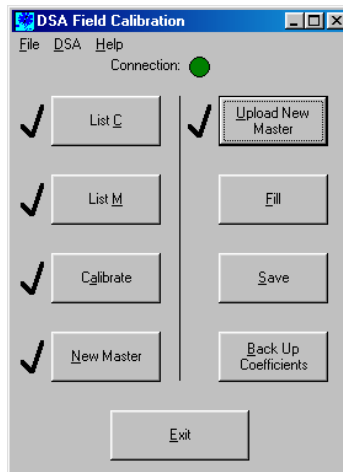 DSA Field Calibration
File DSA Help
Connection:
List C
Upload New
Master
List M
Fill
Calibrate
Save
New Master
Back Up
Coefficients
Exit